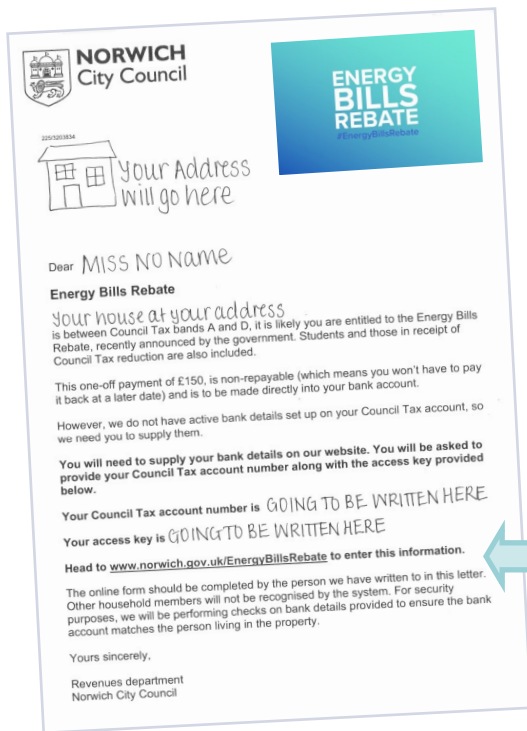 NORWICH
City Council
ENERGY
BILLS
REBATE
#EnergyBillsRebate
225/3203834
Your Address
will go here
Dear MISS NO Name
Energy Bills Rebate
Your house at your address
is between Council Tax bands A and D, it is likely you are entitled to the Energy Bills
Rebate, recently announced by the government. Students and those in receipt of
Council Tax reduction are also included.
This one-off payment of £150, is non-repayable (which means you won't have to pay
it back at a later date) and is to be made directly into your bank account.
However, we do not have active bank details set up on your Council Tax account, so
we need you to supply them.
You will need to supply your bank details on our website. You will be asked to
provide your Council Tax account number along with the access key provided
below.
Your Council Tax account number is GOING TO BE WRITTEN HERE
Your access key is GOING TO BE WRITTEN HERE
Head to www.norwich.gov.uk/EnergyBillsRebate to enter this information.
The online form should be completed by the person we have written to in this letter.
Other household members will not be recognised by the system. For security
purposes, we will be performing checks on bank details provided to ensure the bank
account matches the person living in the property.
Yours sincerely,
Revenues department
Norwich City Council